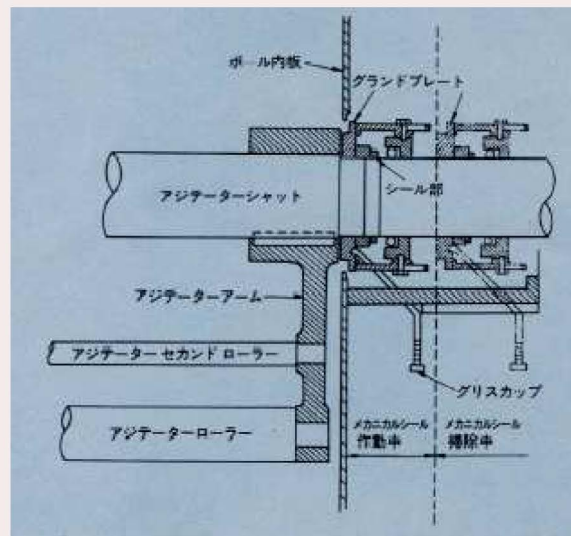 ボール内板
グランドプレート
シール部
アジテーターシャット
アジテーターアーム
アジテーター セカンド ローラー
グリスカップ
アジテーターローラー
メカニカルシール
作動中
メカニカルシール
掃除中